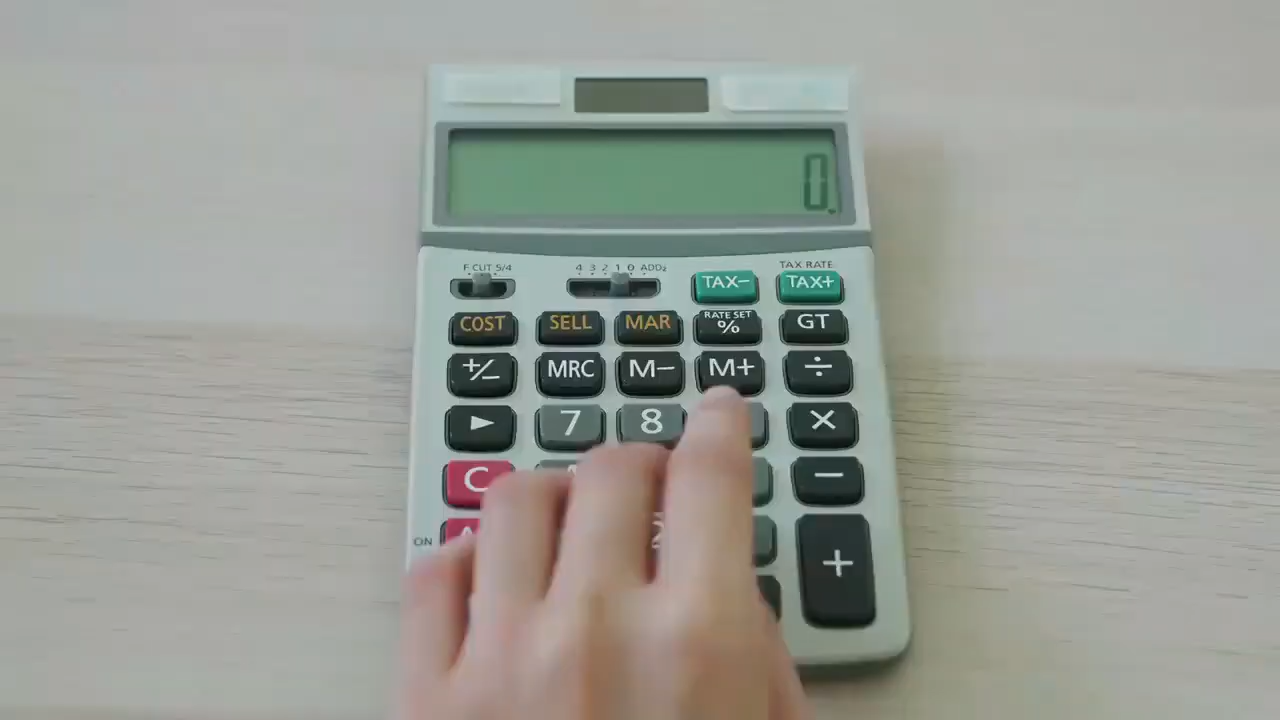 0.
F CUT 5/4
4 3 2 1 0 ADD₂
TAX−
TAX RATE
TAX+
COST
SELL
MAR
RATE SET
%
GT
+/−
MRC
M−
M+
÷
►
7
8
×
C
−
ON
2
+